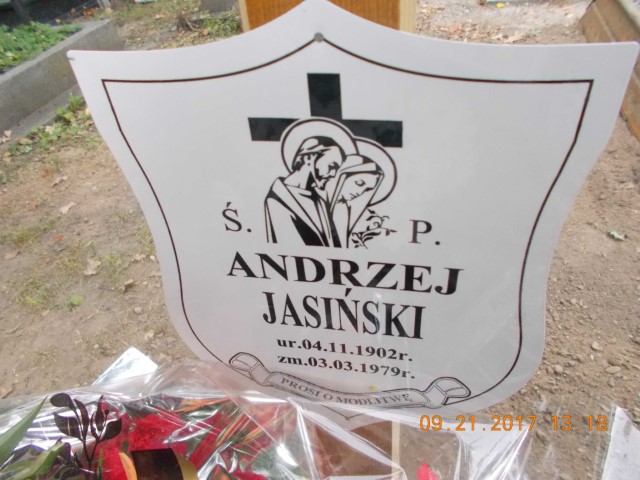 Ś. P.
ANDRZEJ
JASIŃSKI
ur.04.11.1902r.
zm.03.03.1979r.
PROSI O MODLITWĘ
09.21.2017 13:18